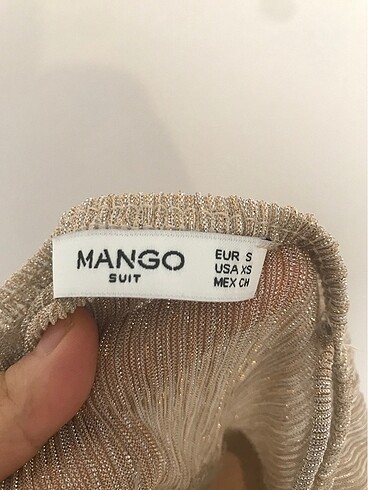 MANGO
SUIT
EUR S
USA XS
MEX CH